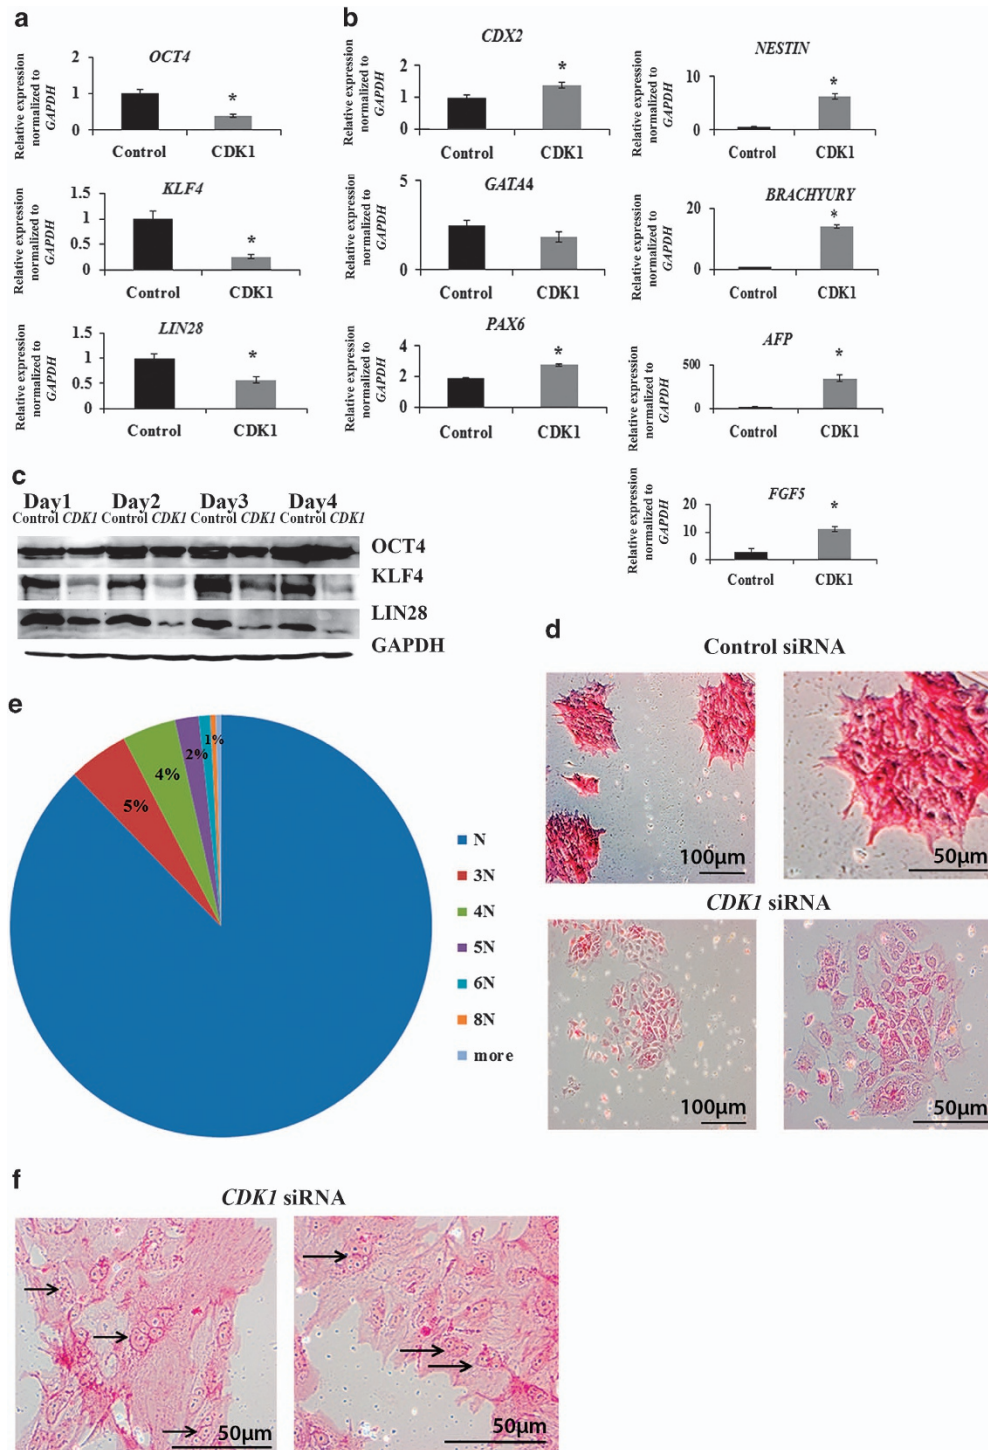 a
OCT4
Relative expression
normalized to
GAPDH
2
1
0
*
Control CDK1
KLF4
Relative expression
normalized to
GAPDH
1.5
1
0.5
0
*
Control CDK1
LIN28
Relative expression
normalized to
GAPDH
1.5
1
0.5
0
*
Control CDK1
b
CDX2
Relative expression
normalized to
GAPDH
2
1
0
*
Control CDK1
GATA4
Relative expression
normalized to
GAPDH
5
0
Control CDK1
PAX6
Relative expression
normalized to
GAPDH
4
2
0
*
Control CDK1
NESTIN
Relative expression
normalized to
GAPDH
10
5
0
*
Control CDK1
BRACHYURY
Relative expression
normalized to
GAPDH
20
10
0
*
Control CDK1
AFP
Relative expression
normalized to
GAPDH
500
0
*
Control CDK1
FGF5
Relative expression
normalized to
GAPDH
20
10
0
*
Control CDK1
c
Day1 Day2 Day3 Day4
Control CDK1 Control CDK1 Control CDK1 Control CDK1
OCT4
KLF4
LIN28
GAPDH
d
Control siRNA
100µm
50µm
CDK1 siRNA
100µm
50µm
e
5%
4%
2%
1%
N
3N
4N
5N
6N
8N
more
f
CDK1 siRNA
50µm
50µm